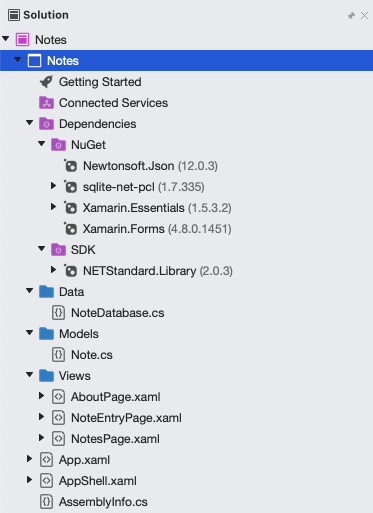 Solution
Notes
Notes
Getting Started
Connected Services
Dependencies
NuGet
Newtonsoft.Json (12.0.3)
sqlite-net-pcl (1.7.335)
Xamarin.Essentials (1.5.3.2)
Xamarin.Forms (4.8.0.1451)
SDK
NETStandard.Library (2.0.3)
Data
NoteDatabase.cs
Models
Note.cs
Views
AboutPage.xaml
NoteEntryPage.xaml
NotesPage.xaml
App.xaml
AppShell.xaml
AssemblyInfo.cs